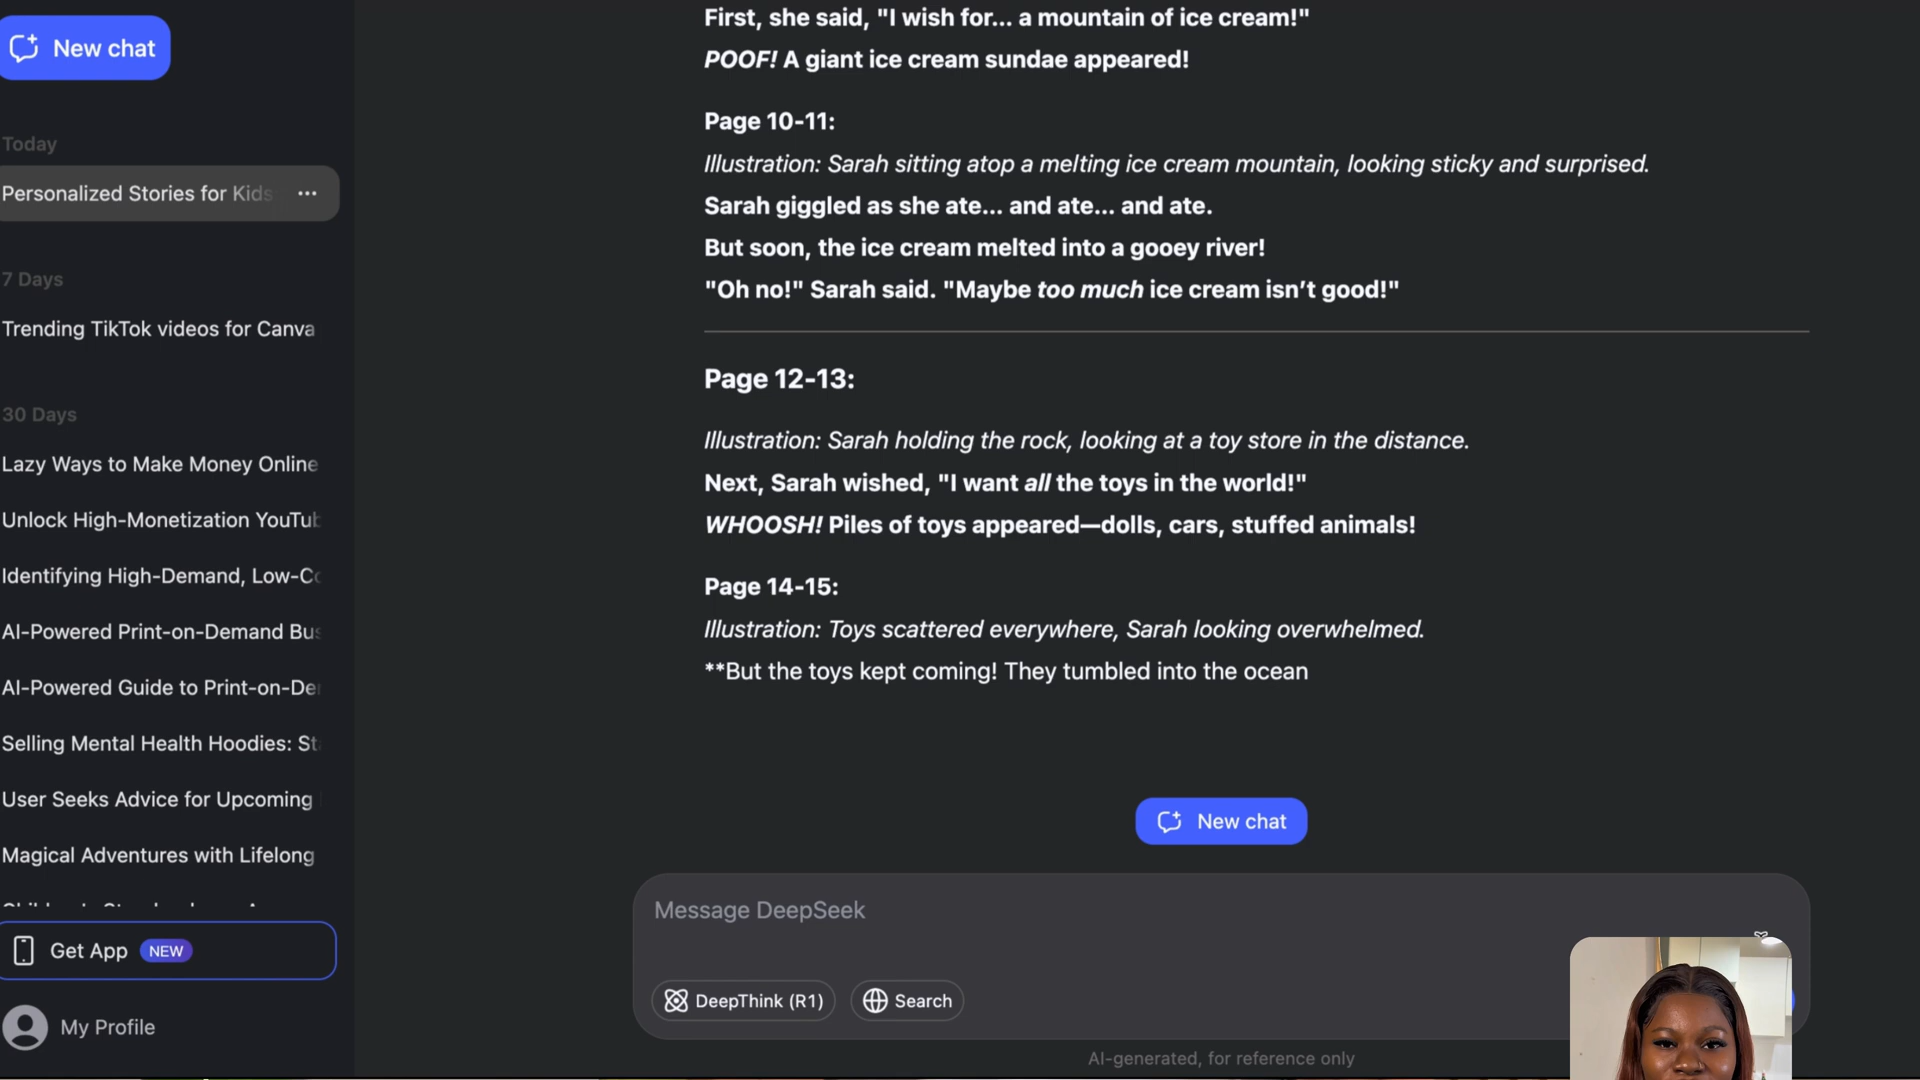 New chat
Today
Personalized Stories for Kids
7 Days
Trending TikTok videos for Canva
30 Days
Lazy Ways to Make Money Online
Unlock High-Monetization YouTub
Identifying High-Demand, Low-Co
AI-Powered Print-on-Demand Bus
AI-Powered Guide to Print-on-De
Selling Mental Health Hoodies: St
User Seeks Advice for Upcoming
Magical Adventures with Lifelong
Get App NEW
My Profile
First, she said, "I wish for... a mountain of ice cream!"
POOF! A giant ice cream sundae appeared!
Page 10-11:
Illustration: Sarah sitting atop a melting ice cream mountain, looking sticky and surprised.
Sarah giggled as she ate... and ate... and ate.
But soon, the ice cream melted into a gooey river!
"Oh no!" Sarah said. "Maybe too much ice cream isn’t good!"
Page 12-13:
Illustration: Sarah holding the rock, looking at a toy store in the distance.
Next, Sarah wished, "I want all the toys in the world!"
WHOOSH! Piles of toys appeared—dolls, cars, stuffed animals!
Page 14-15:
Illustration: Toys scattered everywhere, Sarah looking overwhelmed.
**But the toys kept coming! They tumbled into the ocean
New chat
Message DeepSeek
DeepThink (R1) Search
AI-generated, for reference only